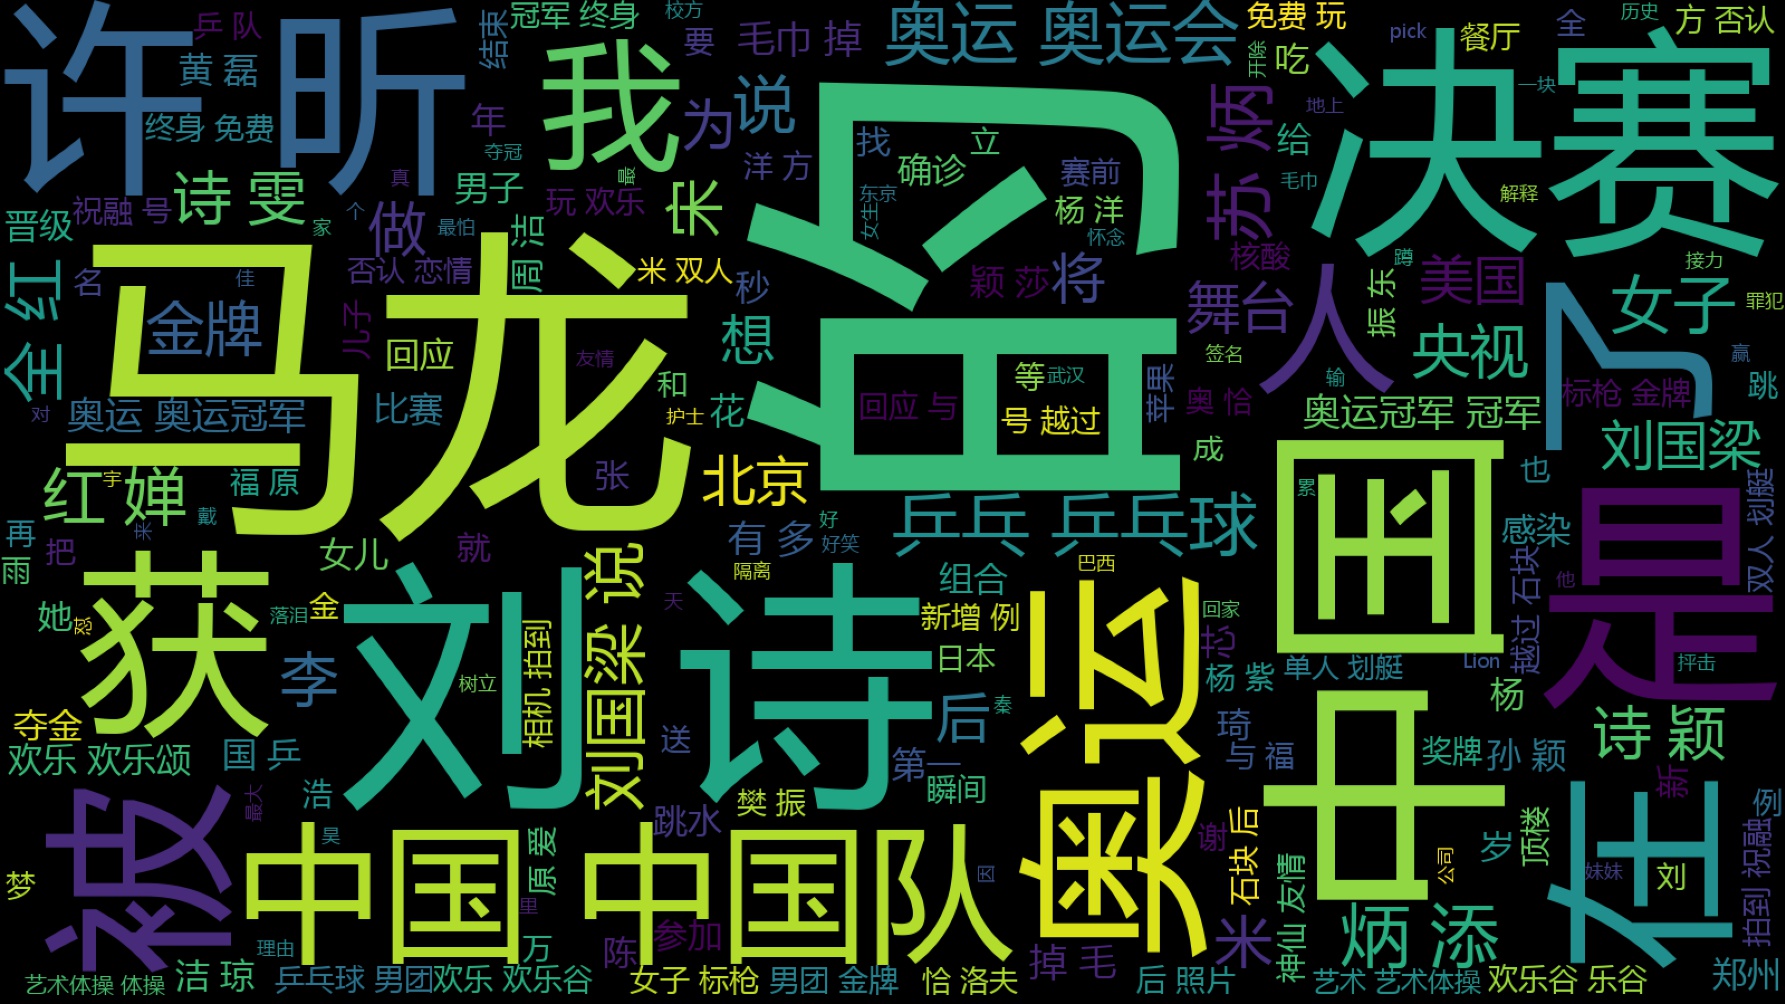 许昕
乒 队
黄 磊
终身 免费
结束
冠军 终身
校方
要
毛巾 掉
奥运 奥运会
免费 玩
吃
开除
pick
餐厅
全
历史
方 否认
一块
我
说
为
年
夺冠
最
的
找
立
确诊
洋 方
赛前
东京
女生
杨 洋
怀念
苏 炳
给
地上
毛巾
决赛
解释
晋级
祝融 号
诗 雯
真
个
家
男子
做
最怕
周 洁
玩 欢乐
宋
否认 恋情
米 双人
秒
颖 莎
将
核酸
蹲
美国
接力
女子
罪犯
全 红
名
佳
金牌
儿子
马龙
回应
友情
想
舞台
人
振 东
央视
签名
输
了
赢
标枪 金牌
跳
对
奥运 奥运冠军
比赛
和
护士
花
等
武汉
回应 与
号 越过
苹果
奥 恰
奥运冠军 冠军
刘国梁
成
红 婵
宇
福 原
戴
张
北京
中国
累
也
感染
双人 划艇
再
把
来
雨
女儿
就
有 多
好
好笑
乒乓 乒乓球
越过 石块
是
他
获
她
怒
落泪
金
李
刘诗
刘国梁 说
相机 拍到
树立
隔离
天
组合
新增 例
日本
巴西
奥运
回家
杨 紫
单人 划艇
Lion
杨
抨击
诗 颖
夺金
欢乐 欢乐颂
国 乒
送
后
秦
第一
瞬间
琦
与 福
奖牌
孙 颖
新
例
被
最大
浩
昊
樊 振
跳水
谢
石块 后
公司
岁
顶楼
在
妹妹
刘
拍到 祝融
梦
中国 中国队
原 爱
里
因
神仙 友情
炳 添
理由
万
陈
参加
掉 毛
米
郑州
艺术体操 体操
洁 琼
乒乓球 男团
欢乐 欢乐谷
女子 标枪
男团 金牌
恰 洛夫
后 照片
艺术 艺术体操
欢乐谷 乐谷